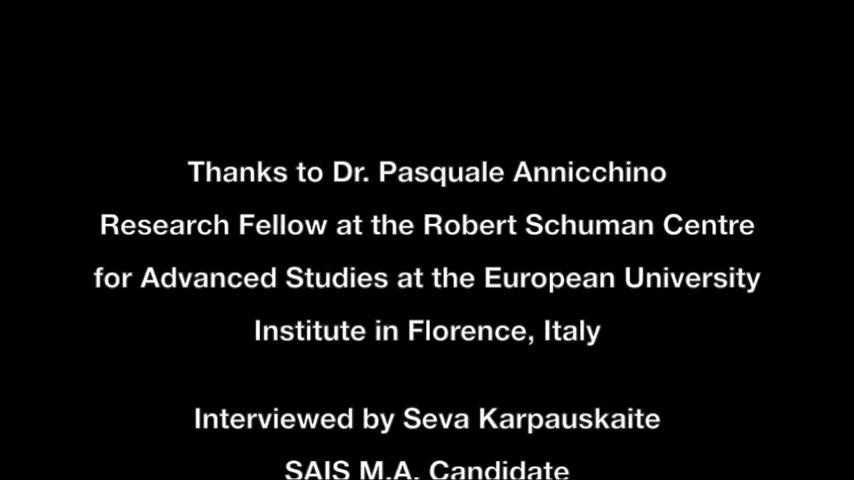 Thanks to Dr. Pasquale Annicchino
Research Fellow at the Robert Schuman Centre
for Advanced Studies at the European University
Institute in Florence, Italy
Interviewed by Seva Karpauskaite
SAIS M.A. Candidate